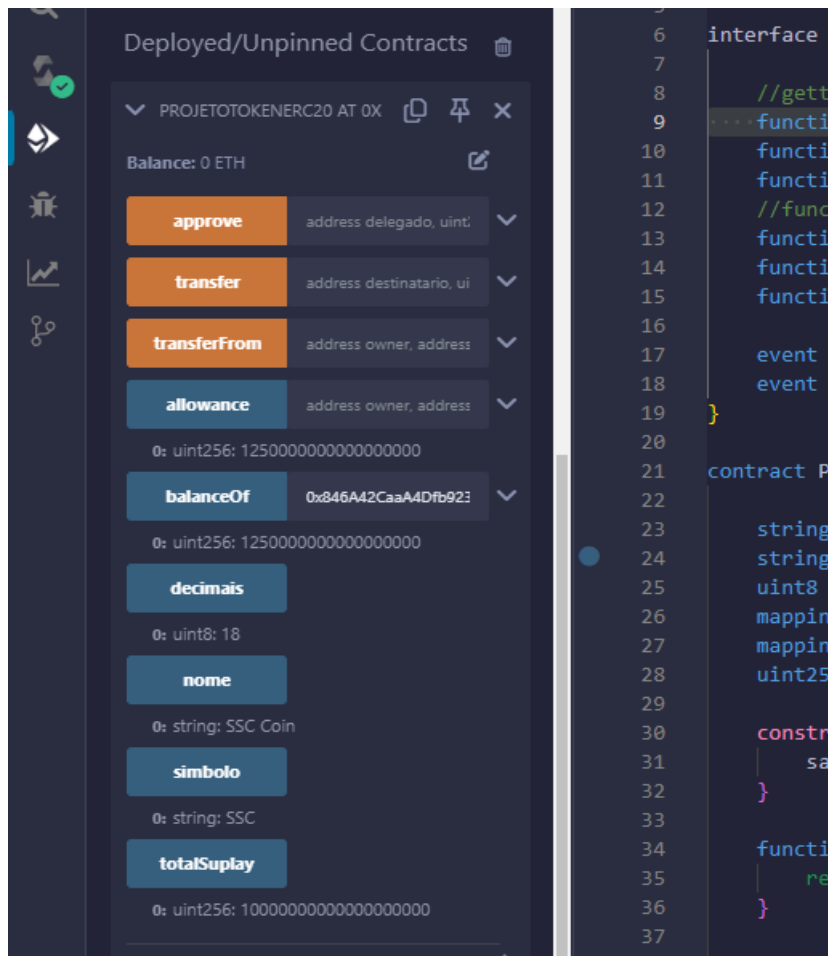 Deployed/Unpinned Contracts
PROJETOTOKENERC20 AT 0X
Balance: 0 ETH
approve address delegado, uint
transfer address destinatario, ui
transferFrom address owner, address
allowance address owner, address
0: uint256: 1250000000000000000
balanceOf 0x846A42CaaA4Dfb923
0: uint256: 1250000000000000000
decimais
0: uint8: 18
nome
0: string: SSC Coin
simbolo
0: string: SSC
totalSuplay
0: uint256: 10000000000000000000
6 interface
7
8 //gett
9 functi
10 functi
11 functi
12 //func
13 functi
14 functi
15 functi
16
17 event
18 event
19 }
20
21 contract P
22
23 string
24 string
25 uint8
26 mappin
27 mappin
28 uint25
29
30 constr
31 sa
32 }
33
34 functi
35 re
36 }
37